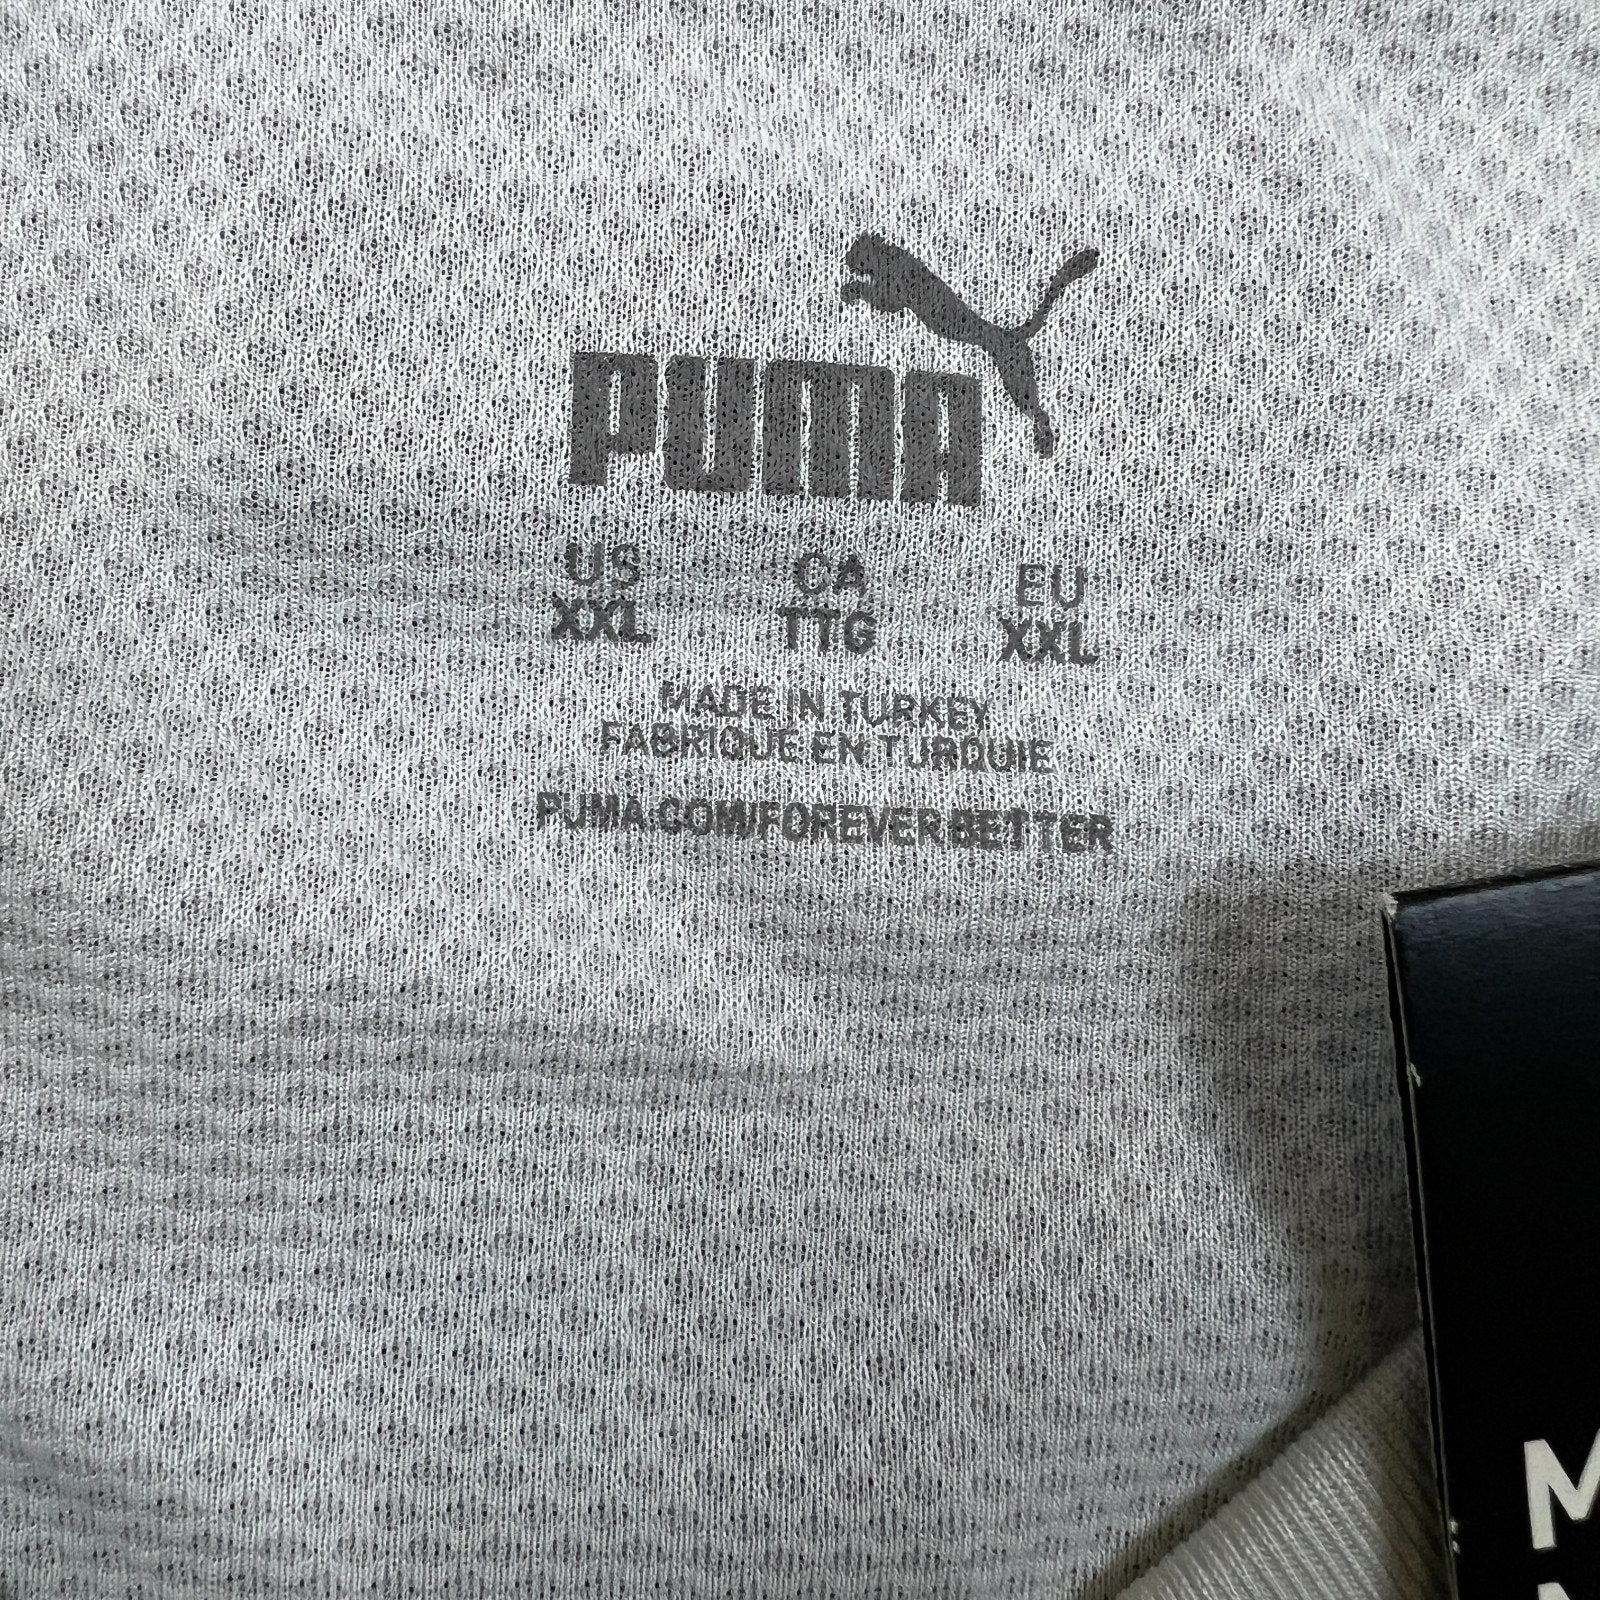 PUMA
US CA EU
XXL TTG XXL
MADE IN TURKEY
FABRIQUE EN TURQUIE
PUMA.COM/FOREVERBETTER
M